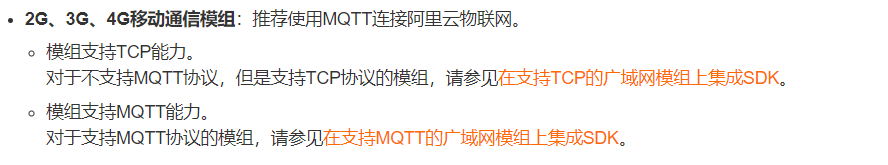 2G、3G、4G移动通信模组：推荐使用MQTT连接阿里云物联网。
模组支持TCP能力。
对于不支持MQTT协议，但是支持TCP协议的模组，请参见在支持TCP的广域网模组上集成SDK。
模组支持MQTT能力。
对于支持MQTT协议的模组，请参见在支持MQTT的广域网模组上集成SDK。